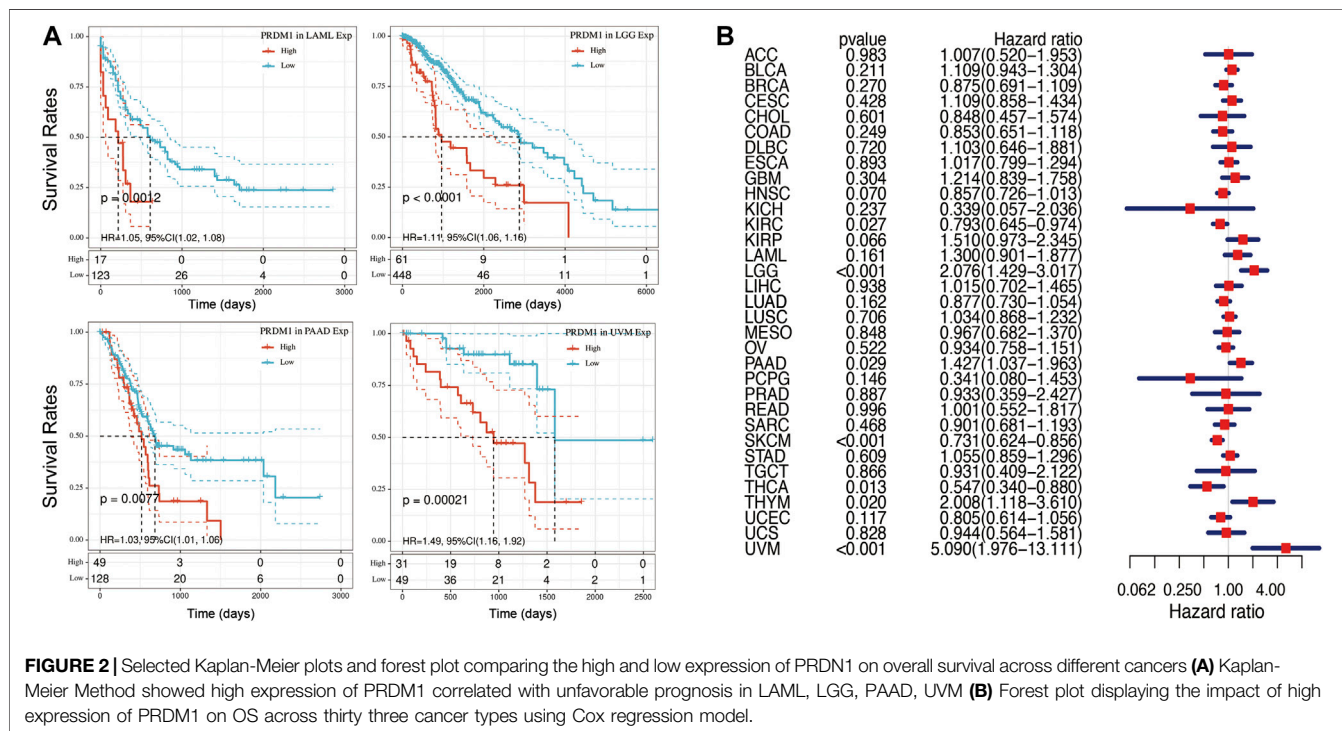 A
PRDM1 in LAML Exp
High
Low
1.00
0.75
0.50
0.25
0.00
Survival Rates
p = 0.0012
HR=1.05, 95%CI(1.02, 1.08)
High 17 0 0 0
Low 123 26 4 0
0 1000 2000 3000
Time (days)
PRDM1 in LGG Exp
High
Low
1.00
0.75
0.50
0.25
0.00
p < 0.0001
HR=1.11, 95%CI(1.06, 1.16)
High 61 9 1 0
Low 448 46 11 1
0 2000 4000 6000
Time (days)
PRDM1 in PAAD Exp
High
Low
1.00
0.75
0.50
0.25
0.00
Survival Rates
p = 0.0077
HR=1.03, 95%CI(1.01, 1.06)
High 49 3 0 0
Low 128 20 6 0
0 1000 2000 3000
Time (days)
PRDM1 in UVM Exp
High
Low
1.00
0.75
0.50
0.25
0.00
p = 0.00021
HR=1.49, 95%CI(1.16, 1.92)
High 31 19 8 2 0 0
Low 49 36 21 4 2 1
0 500 1000 1500 2000 2500
Time (days)
B
pvalue Hazard ratio
ACC 0.983 1.007(0.520−1.953)
BLCA 0.211 1.109(0.943−1.304)
BRCA 0.270 0.875(0.691−1.109)
CESC 0.428 1.109(0.858−1.434)
CHOL 0.601 0.848(0.457−1.574)
COAD 0.249 0.853(0.651−1.118)
DLBC 0.720 1.103(0.646−1.881)
ESCA 0.893 1.017(0.799−1.294)
GBM 0.304 1.214(0.839−1.758)
HNSC 0.070 0.857(0.726−1.013)
KICH 0.237 0.339(0.057−2.036)
KIRC 0.027 0.793(0.645−0.974)
KIRP 0.066 1.510(0.973−2.345)
LAML 0.161 1.300(0.901−1.877)
LGG <0.001 2.076(1.429−3.017)
LIHC 0.938 1.015(0.702−1.465)
LUAD 0.162 0.877(0.730−1.054)
LUSC 0.706 1.034(0.868−1.232)
MESO 0.848 0.967(0.682−1.370)
OV 0.522 0.934(0.758−1.151)
PAAD 0.029 1.427(1.037−1.963)
PCPG 0.146 0.341(0.080−1.453)
PRAD 0.887 0.933(0.359−2.427)
READ 0.996 1.001(0.552−1.817)
SARC 0.468 0.901(0.681−1.193)
SKCM <0.001 0.731(0.624−0.856)
STAD 0.609 1.055(0.859−1.296)
TGCT 0.866 0.931(0.409−2.122)
THCA 0.013 0.547(0.340−0.880)
THYM 0.020 2.008(1.118−3.610)
UCEC 0.117 0.805(0.614−1.056)
UCS 0.828 0.944(0.564−1.581)
UVM <0.001 5.090(1.976−13.111)
0.062 0.250 1.00 4.00
Hazard ratio
FIGURE 2 | Selected Kaplan-Meier plots and forest plot comparing the high and low expression of PRDN1 on overall survival across different cancers (A) Kaplan-
Meier Method showed high expression of PRDM1 correlated with unfavorable prognosis in LAML, LGG, PAAD, UVM (B) Forest plot displaying the impact of high
expression of PRDM1 on OS across thirty three cancer types using Cox regression model.